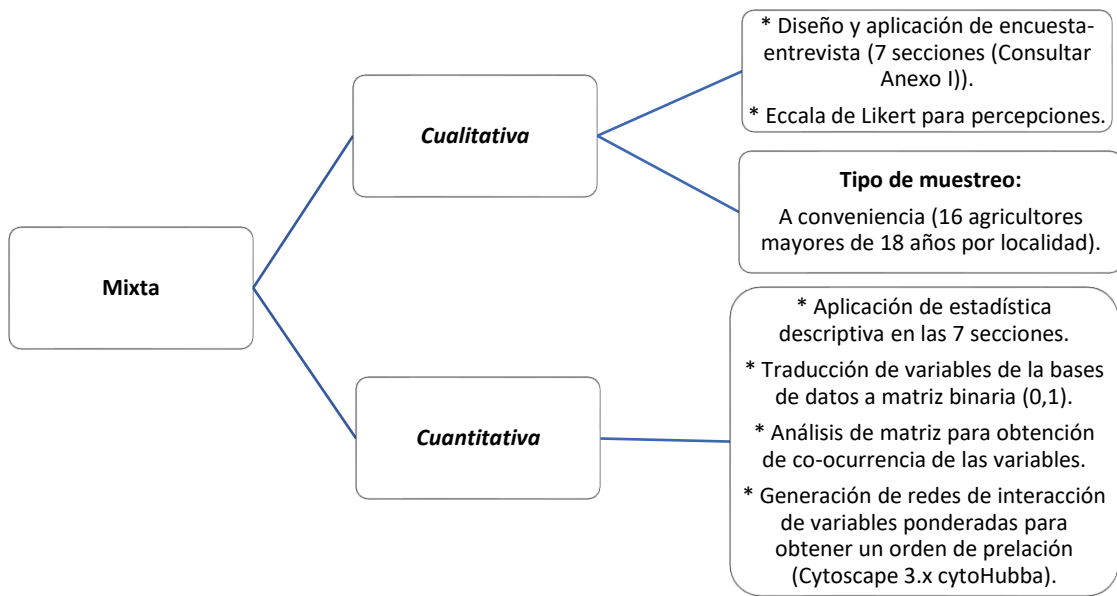 Mixta
Cualitativa
* Diseño y aplicación de encuesta-
entrevista (7 secciones (Consultar
Anexo I)).
* Eccala de Likert para percepciones.
Tipo de muestreo:
A conveniencia (16 agricultores
mayores de 18 años por localidad).
Cuantitativa
* Aplicación de estadística
descriptiva en las 7 secciones.
* Traducción de variables de la bases
de datos a matriz binaria (0,1).
* Análisis de matriz para obtención
de co-ocurrencia de las variables.
* Generación de redes de interacción
de variables ponderadas para
obtener un orden de prelación
(Cytoscape 3.x cytoHubba).